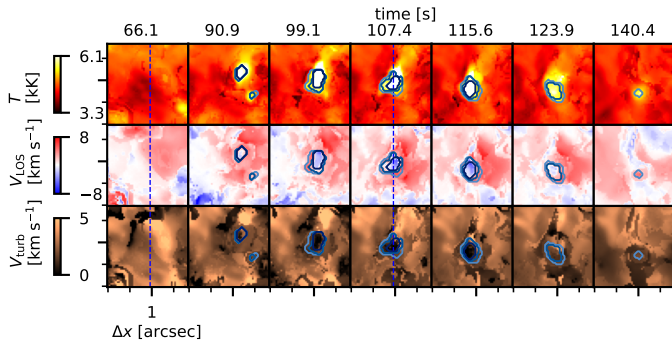 time [s]
66.1 90.9 99.1 107.4 115.6 123.9 140.4
6.1
T [kK]
3.3
8
V_LOS [km s⁻¹]
−8
5
V_turb [km s⁻¹]
0
1
Δx [arcsec]